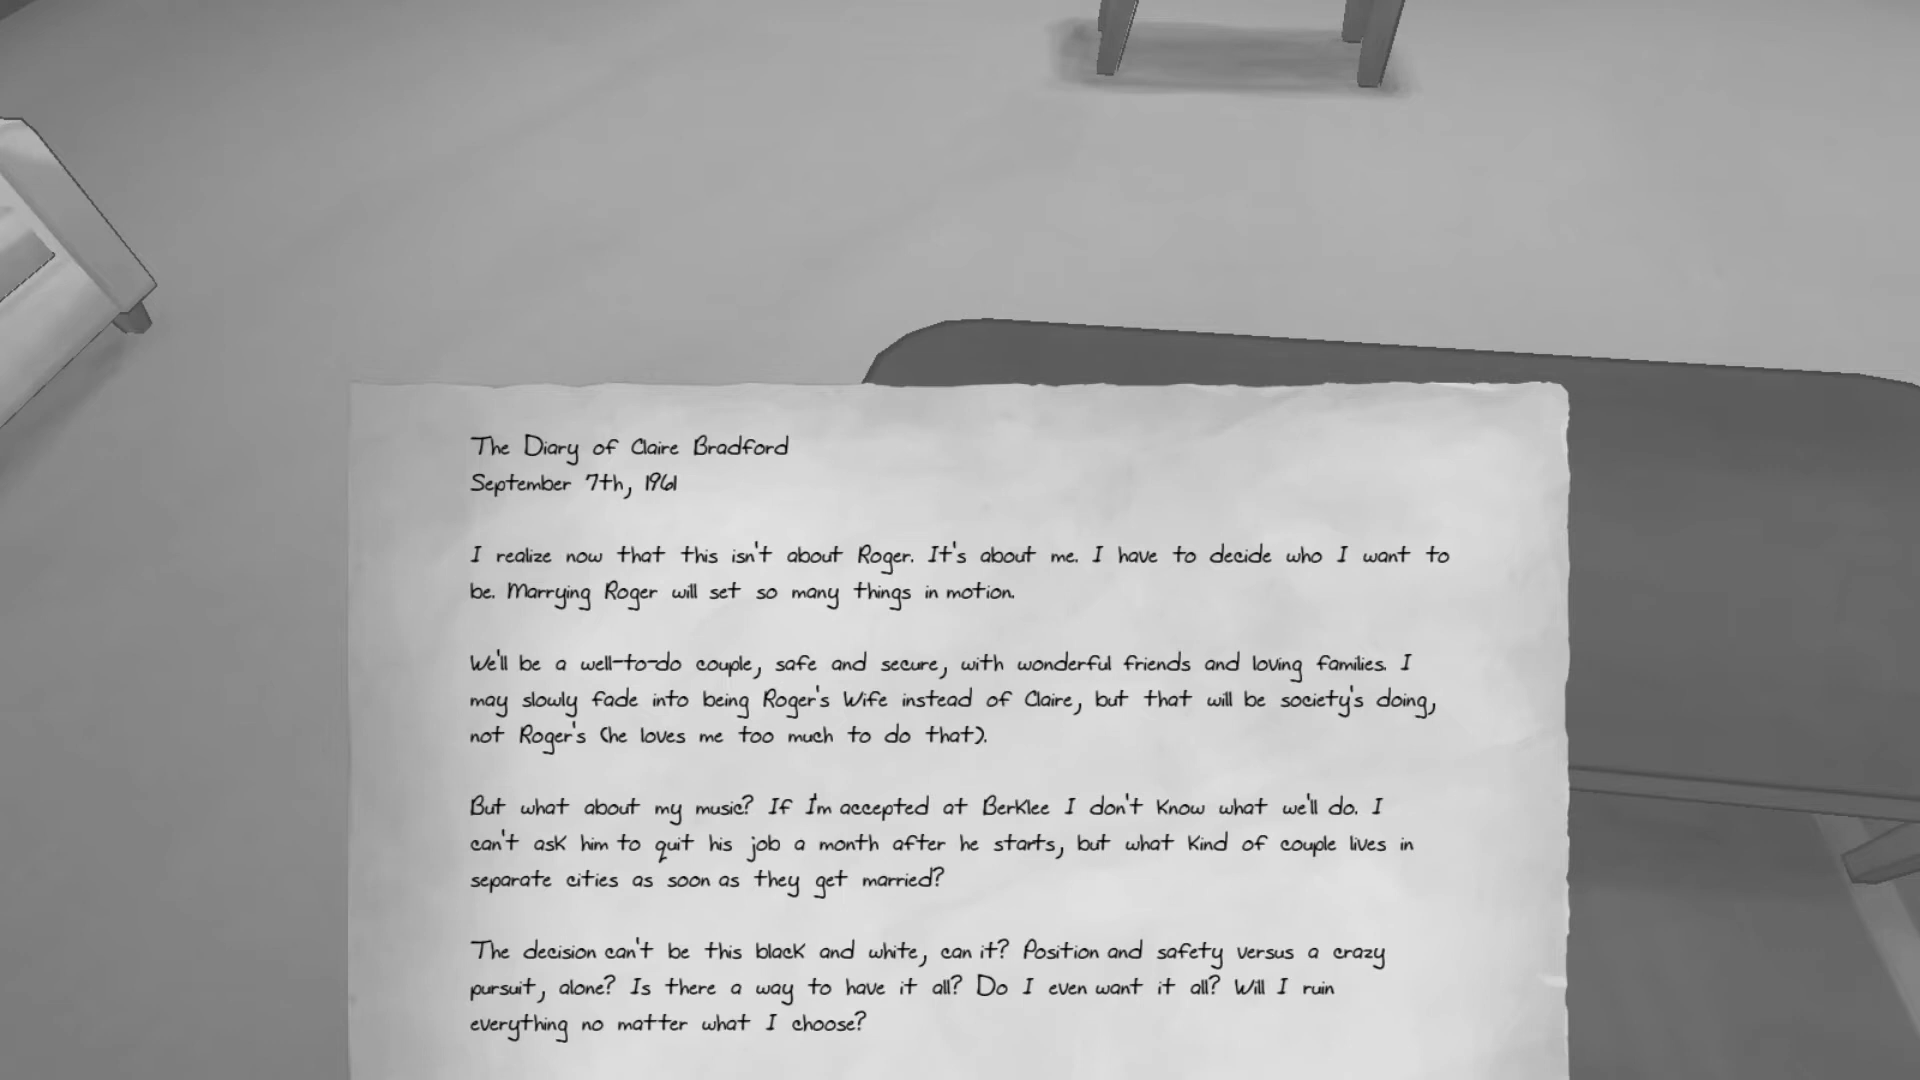 The Diary of Claire Bradford
September 7th, 1961
I realize now that this isn't about Roger. It's about me. I have to decide who I want to
be. Marrying Roger will set so many things in motion.
We'll be a well-to-do couple, safe and secure, with wonderful friends and loving families. I
may slowly fade into being Roger's Wife instead of Claire, but that will be society's doing,
not Roger's (he loves me too much to do that).
But what about my music? If I'm accepted at Berklee I don't know what we'll do. I
can't ask him to quit his job a month after he starts, but what kind of couple lives in
separate cities as soon as they get married?
The decision can't be this black and white, can it? Position and safety versus a crazy
pursuit, alone? Is there a way to have it all? Do I even want it all? Will I ruin
everything no matter what I choose?